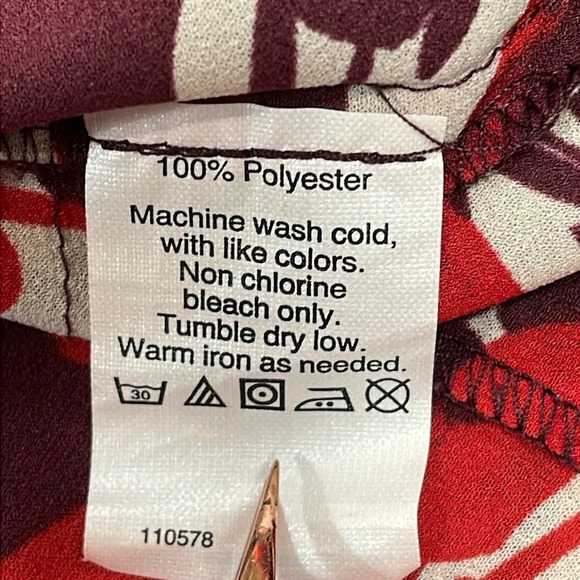 100% Polyester
Machine wash cold,
with like colors.
Non chlorine
bleach only.
Tumble dry low.
Warm iron as needed.
30
110578